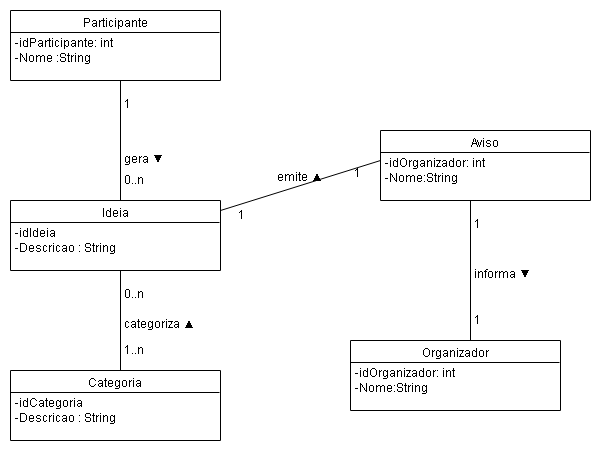 Participante
-idParticipante: int
-Nome :String
1
gera ▼
0..n
Ideia
-idIdeia
-Descricao : String
1
emite ▲
1
Aviso
-idOrganizador: int
-Nome:String
1
informa ▼
1
Organizador
-idOrganizador: int
-Nome:String
0..n
categoriza ▲
1..n
Categoria
-idCategoria
-Descricao : String